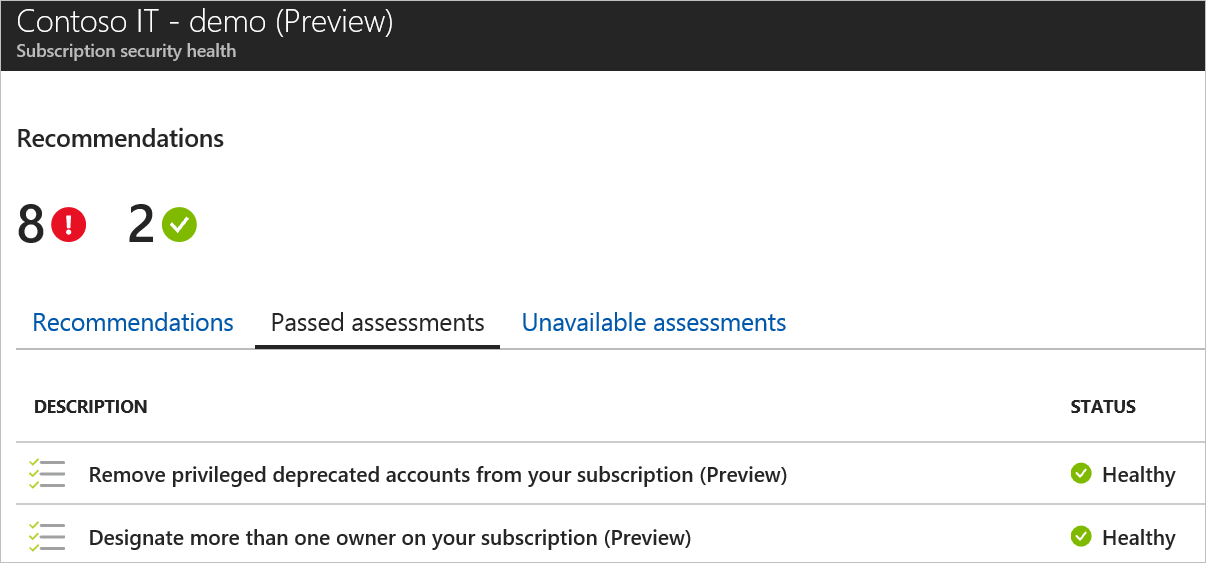 Contoso IT - demo (Preview)
Subscription security health
Recommendations
8 ! 2
Recommendations Passed assessments Unavailable assessments
DESCRIPTION STATUS
Remove privileged deprecated accounts from your subscription (Preview) Healthy
Designate more than one owner on your subscription (Preview) Healthy